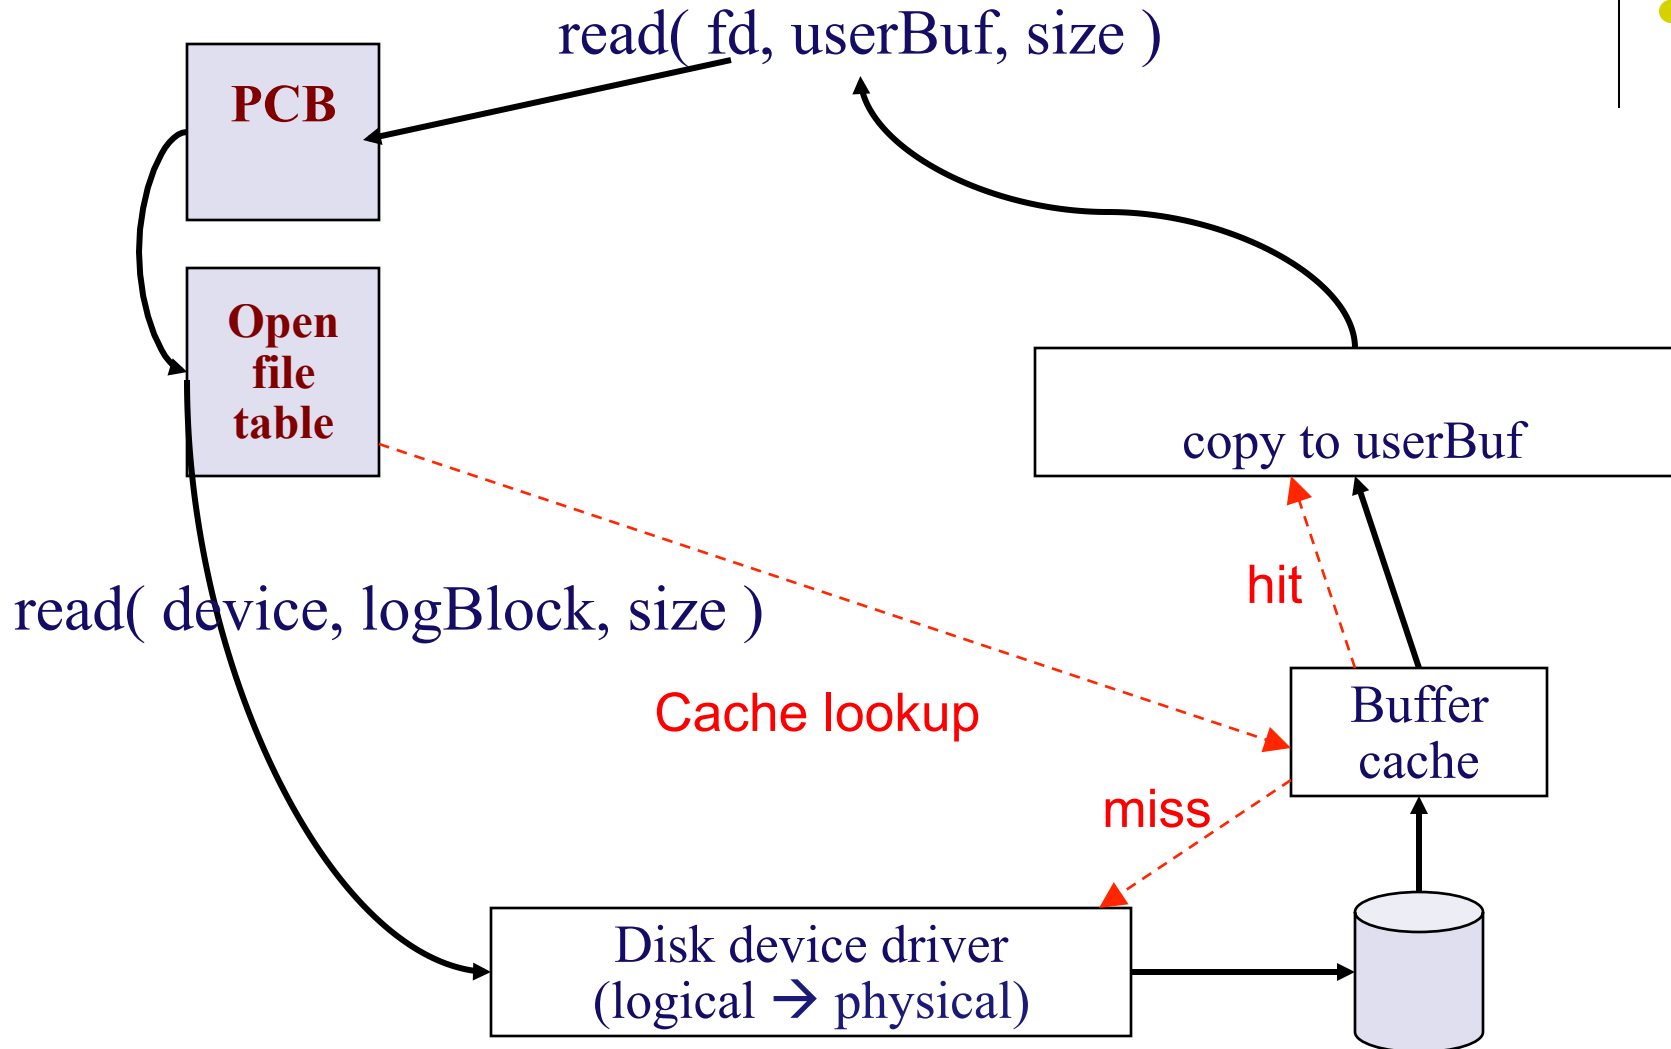 read( fd, userBuf, size )
PCB
Open
file
table
copy to userBuf
hit
read( device, logBlock, size )
Cache lookup
Buffer
cache
miss
Disk device driver
(logical → physical)